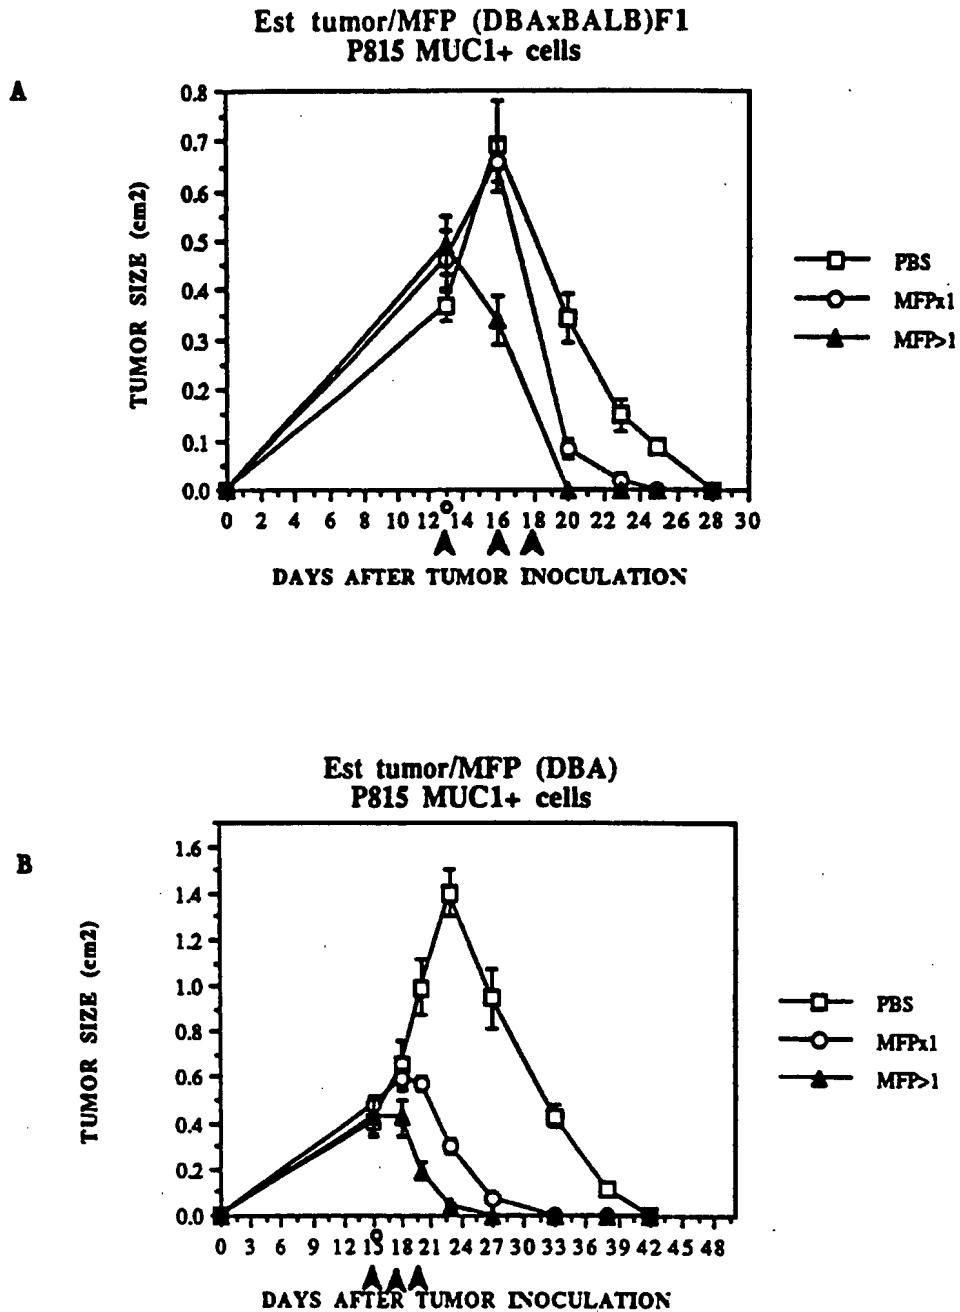 Est tumor/MFP (DBAxBALB)F1
P815 MUC1+ cells
A
0.8
0.7
0.6
0.5
0.4
0.3
0.2
0.1
0.0
TUMOR SIZE (cm2)
0 2 4 6 8 10 12 14 16 18 20 22 24 26 28 30
DAYS AFTER TUMOR INOCULATION
PBS
MFPx1
MFP>1
Est tumor/MFP (DBA)
P815 MUC1+ cells
B
1.6
1.4
1.2
1.0
0.8
0.6
0.4
0.2
0.0
TUMOR SIZE (cm2)
0 3 6 9 12 15 18 21 24 27 30 33 36 39 42 45 48
DAYS AFTER TUMOR INOCULATION
PBS
MFPx1
MFP>1